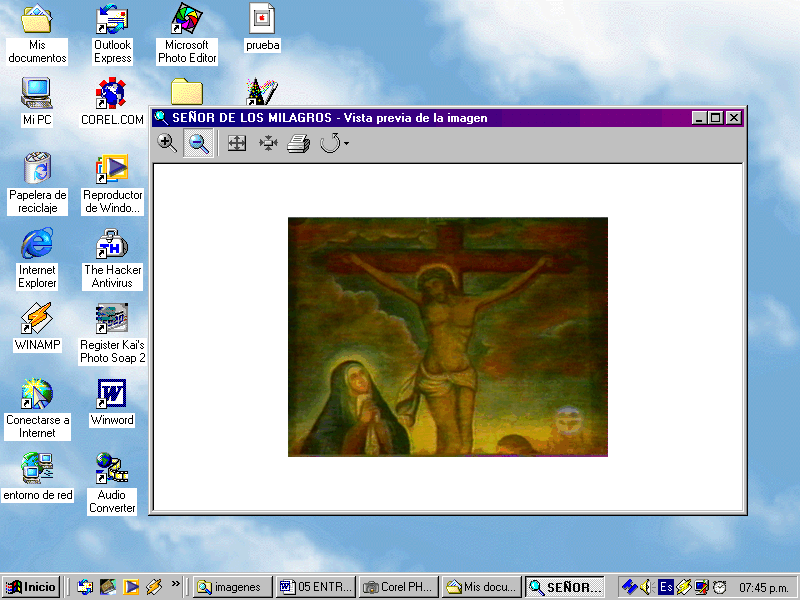 Mis
documentos
Outlook
Express
Microsoft
Photo Editor
prueba
Mi PC
COREL.COM
SEÑOR DE LOS MILAGROS - Vista previa de la imagen
Papelera de
reciclaje
Reproductor
de Windo...
Internet
Explorer
TH
The Hacker
Antivirus
WINAMP
Register Kai's
Photo Soap 2
Conectarse a
Internet
W
Winword
entorno de red
Audio
Converter
Inicio
»
imagenes
05 ENTR...
Corel PH...
Mis docu...
SEÑOR...
Es
07:45 p.m.